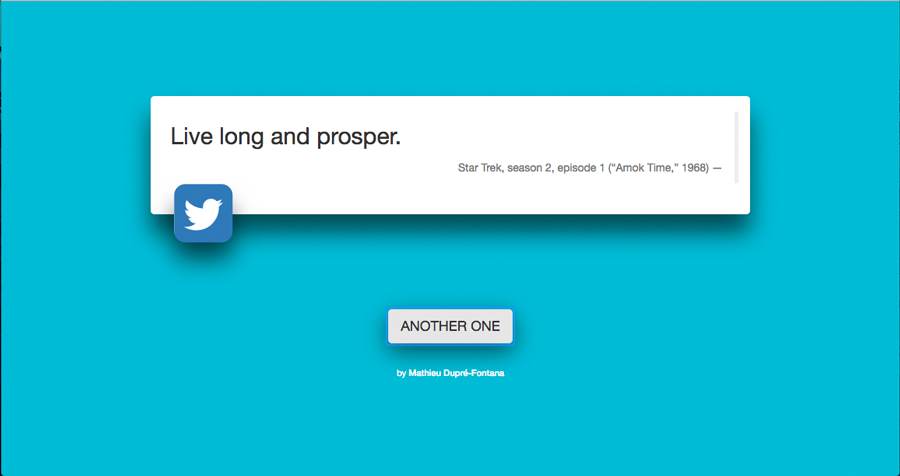 Live long and prosper.
Star Trek, season 2, episode 1 (“Amok Time,” 1968) —
ANOTHER ONE
by Mathieu Dupré-Fontana